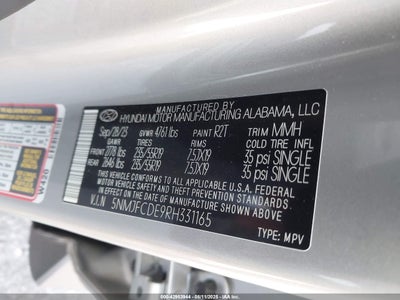 MANUFACTURED BY
HYUNDAI MOTOR MANUFACTURING ALABAMA, LLC
Sep/28/23 GVWR 4761 lbs PAINT R2T TRIM MMH
GAWR TIRES RIMS COLD TIRE INFL
FRONT 2778 lbs 235/55R19 7.5JX19 35 psi SINGLE
REAR 2646 lbs 235/55R19 7.5JX19 35 psi SINGLE
THIS VEHICLE CONFORMS TO ALL APPLICABLE U.S.A FEDERAL
MOTOR VEHICLE SAFETY, BUMPER, AND THEFT PREVENTION
STANDARDS IN EFFECT ON THE DATE OF MANUFACTURE
SHOWN ABOVE.
V.I.N 5NMJFCDE9RH331165
TYPE: MPV